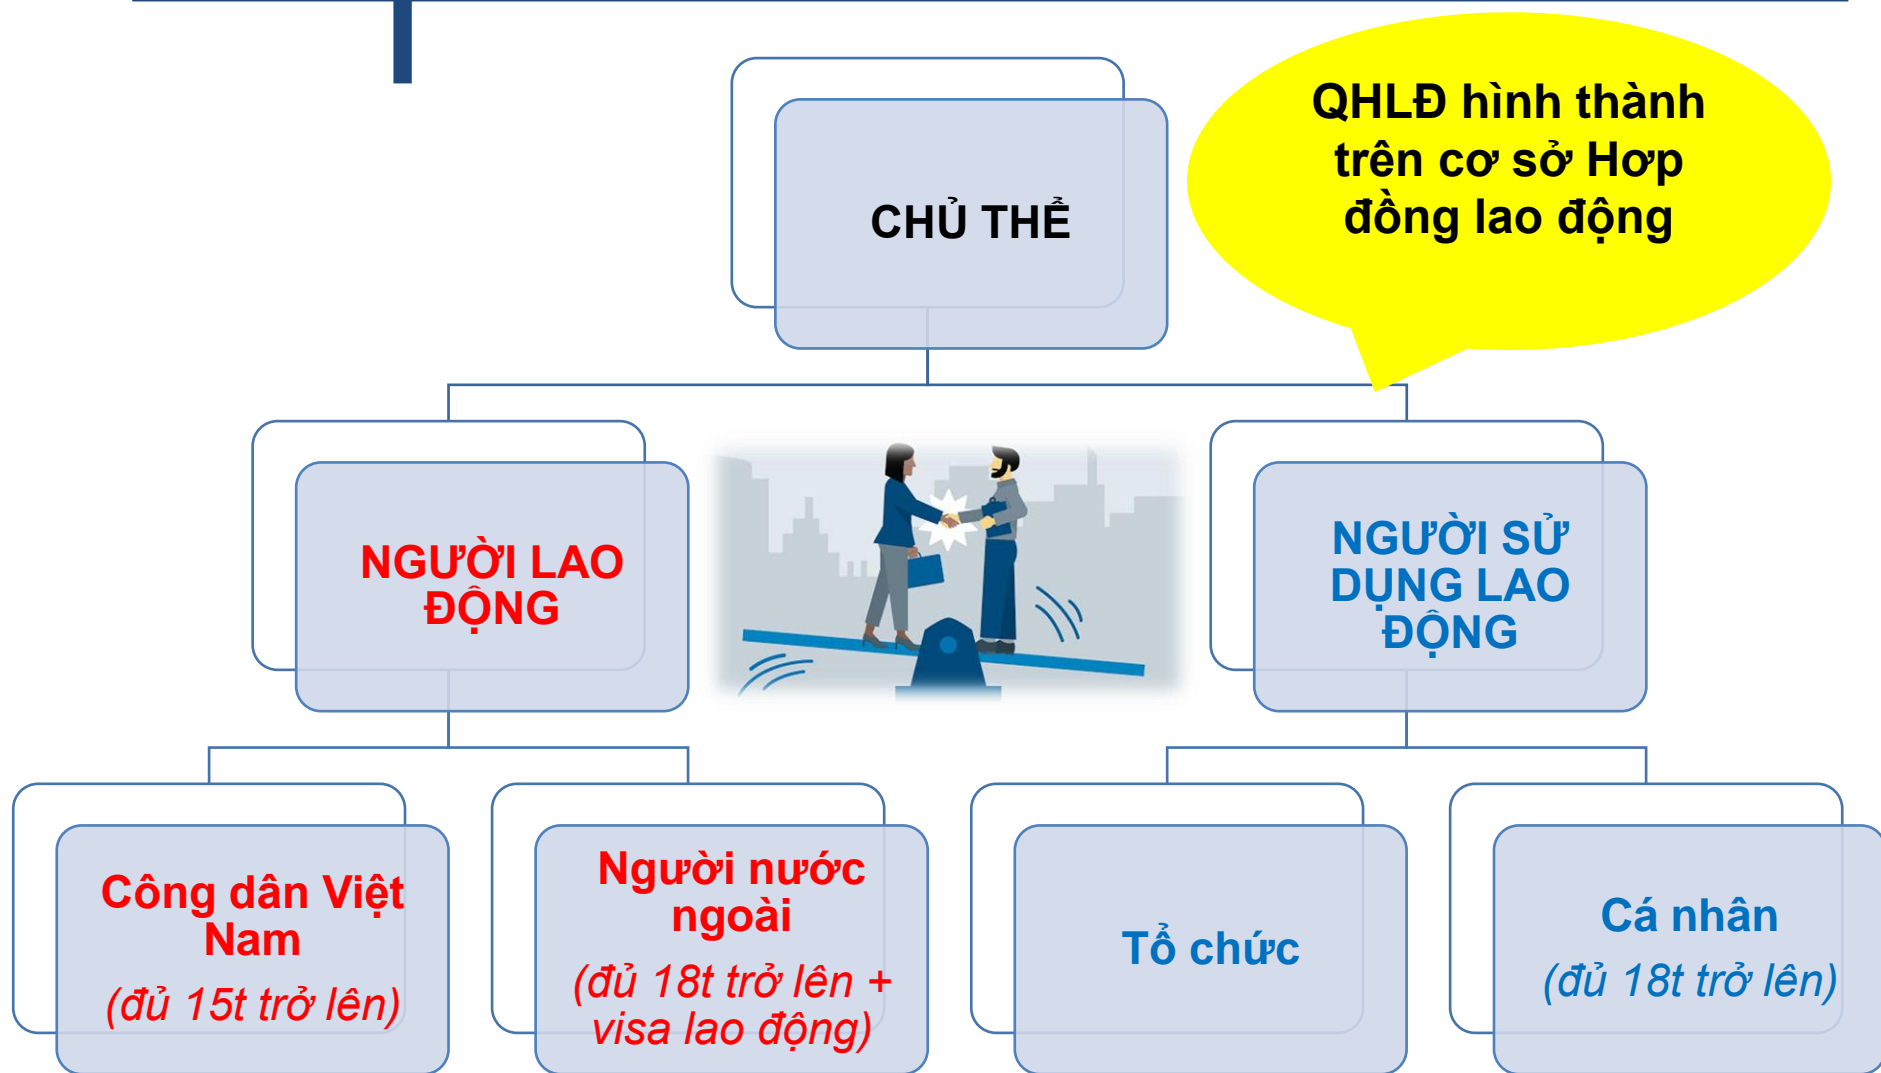 CHỦ THỂ
QHLĐ hình thành
trên cơ sở Hơp
đồng lao động
NGƯỜI LAO
ĐỘNG
NGƯỜI SỬ
DỤNG LAO
ĐỘNG
Công dân Việt
Nam
(đủ 15t trở lên)
Người nước
ngoài
(đủ 18t trở lên +
visa lao động)
Tổ chức
Cá nhân
(đủ 18t trở lên)